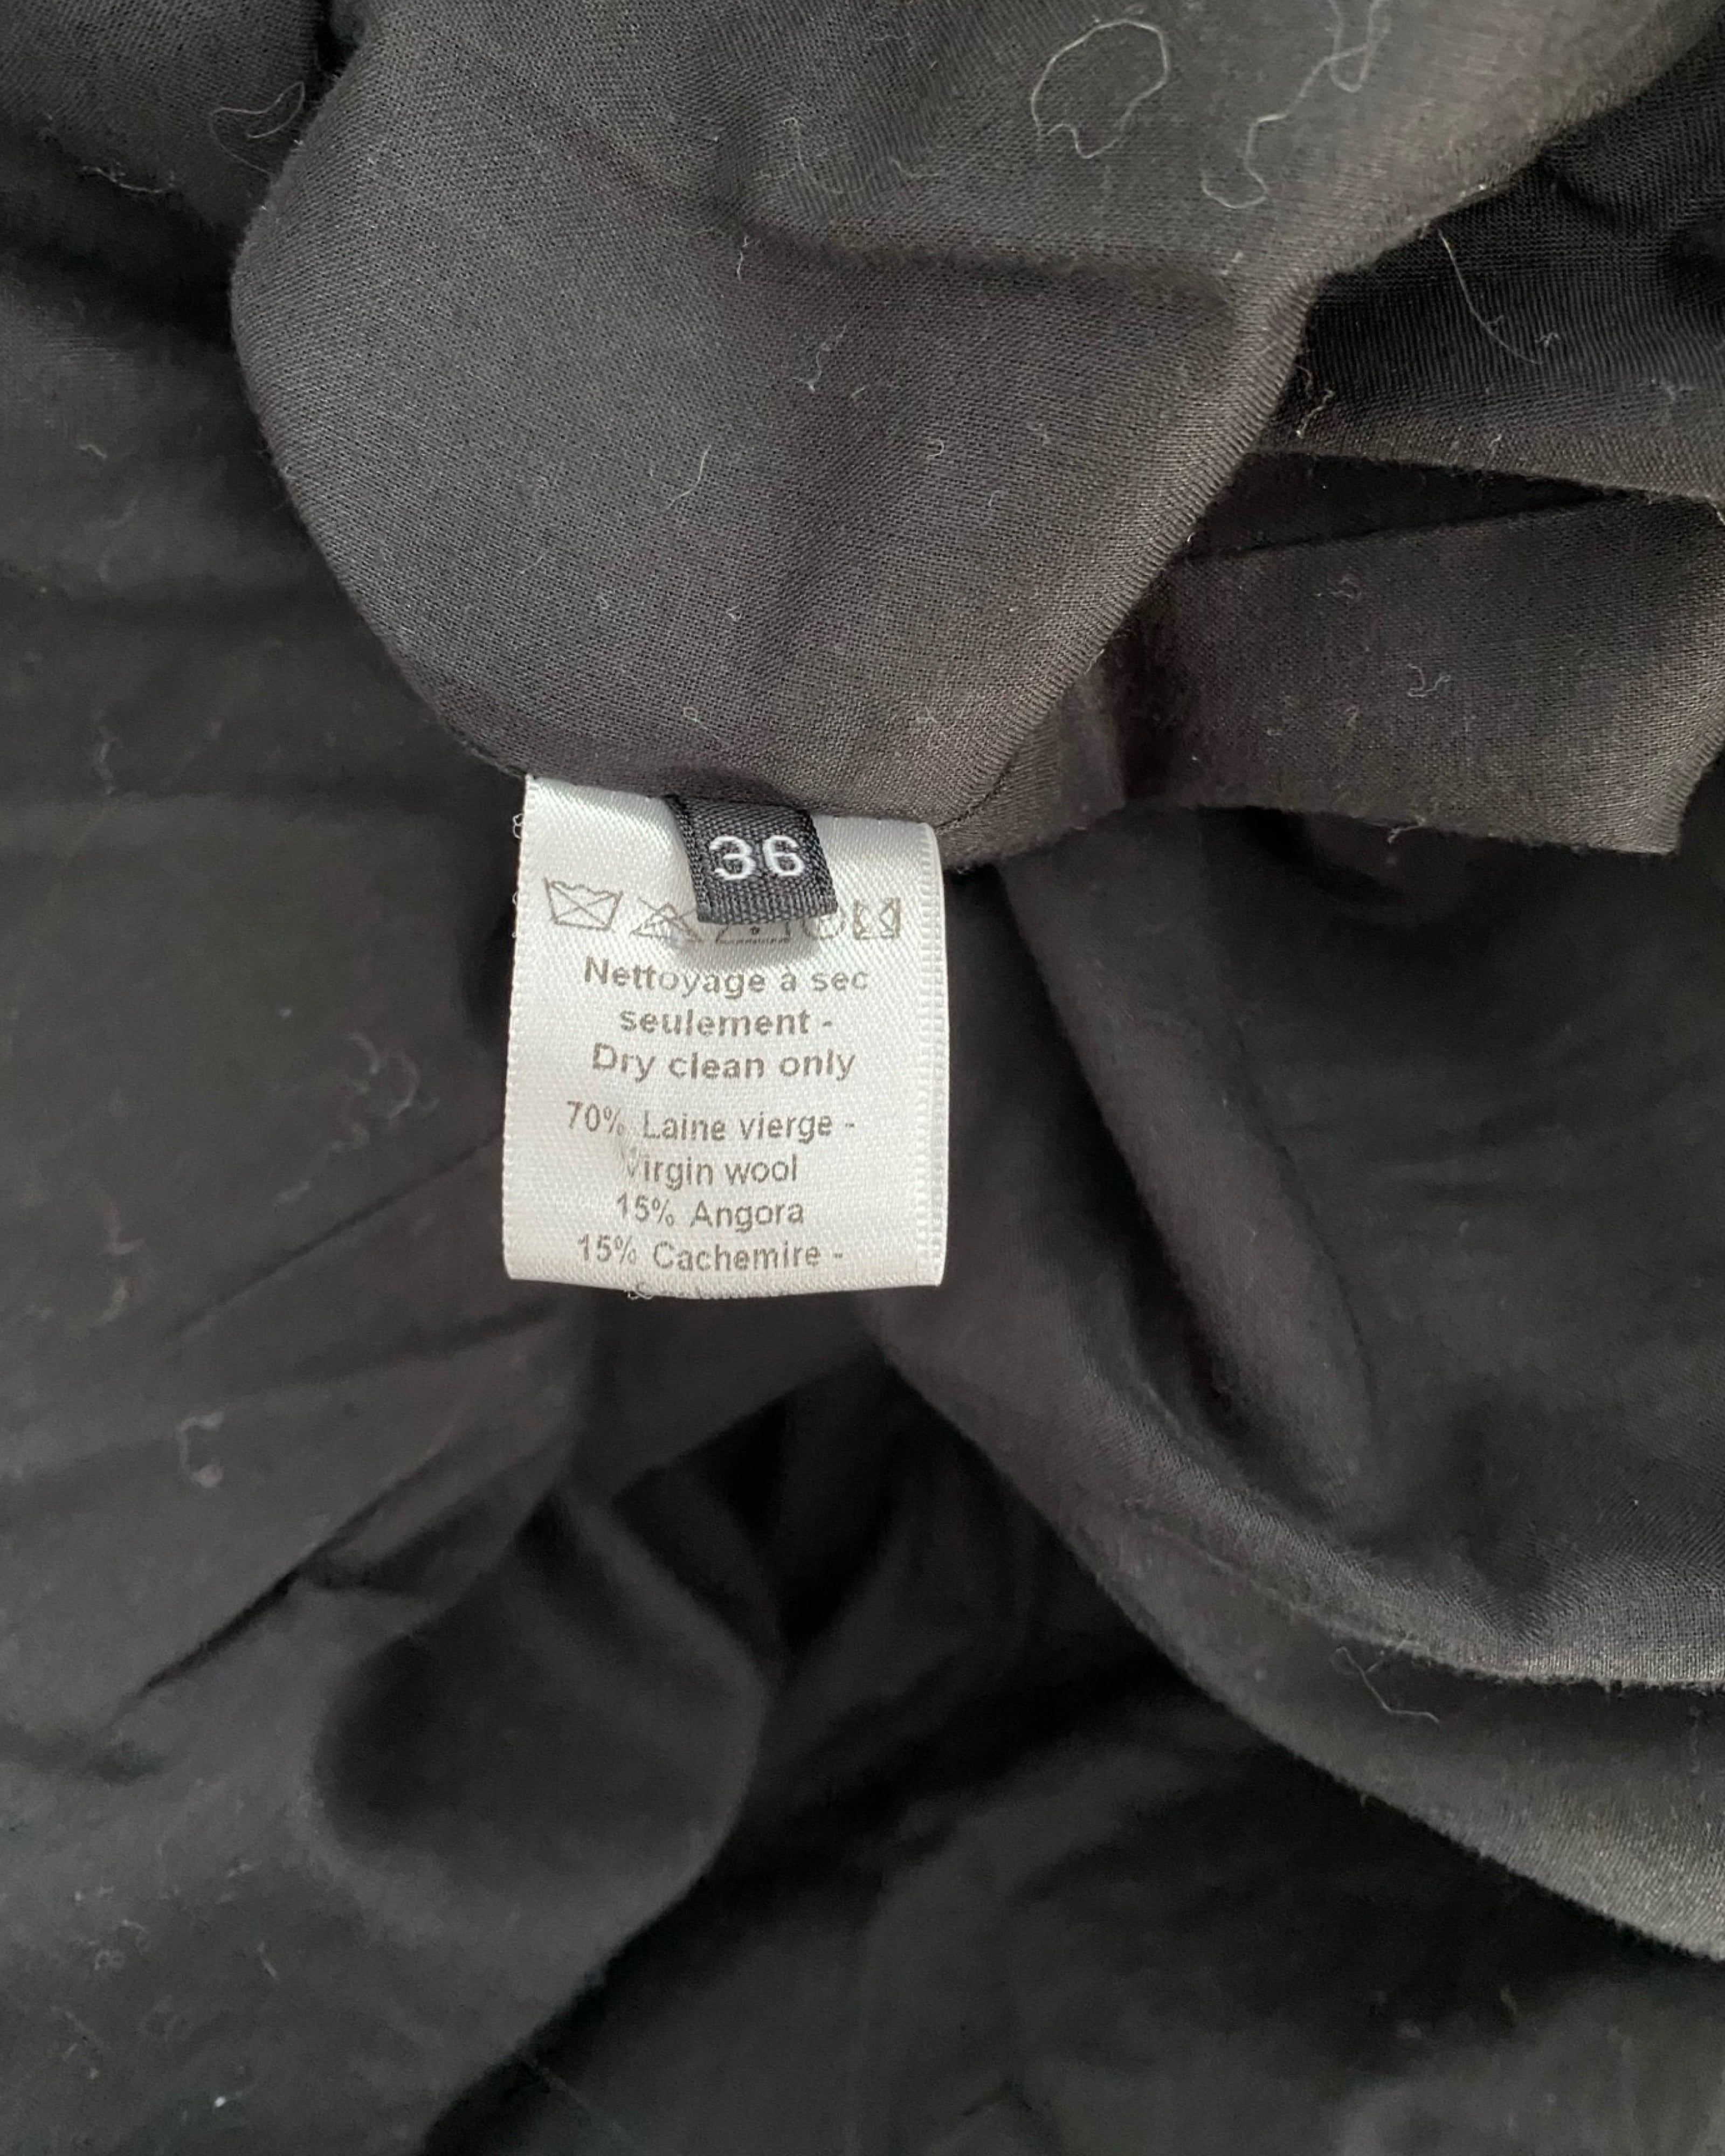 36
Nettoyage à sec
seulement -
Dry clean only
70% Laine vierge -
Virgin wool
15% Angora
15% Cachemire -